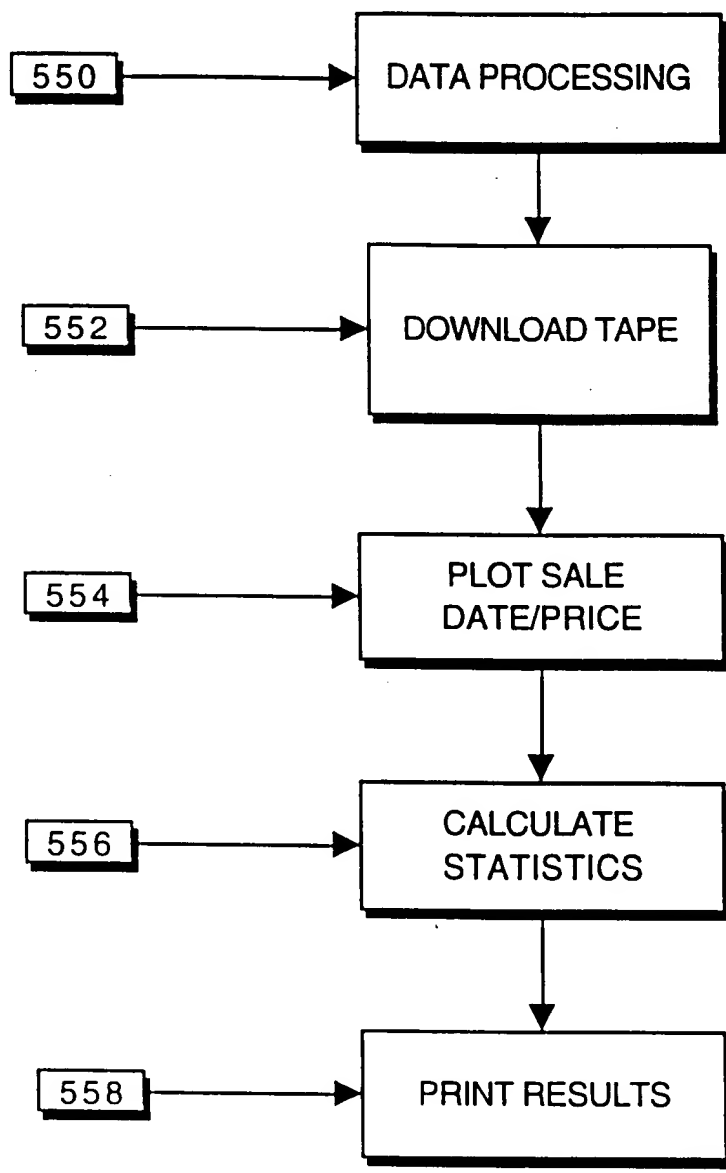 550
DATA PROCESSING
552
DOWNLOAD TAPE
554
PLOT SALE
DATE/PRICE
556
CALCULATE
STATISTICS
558
PRINT RESULTS